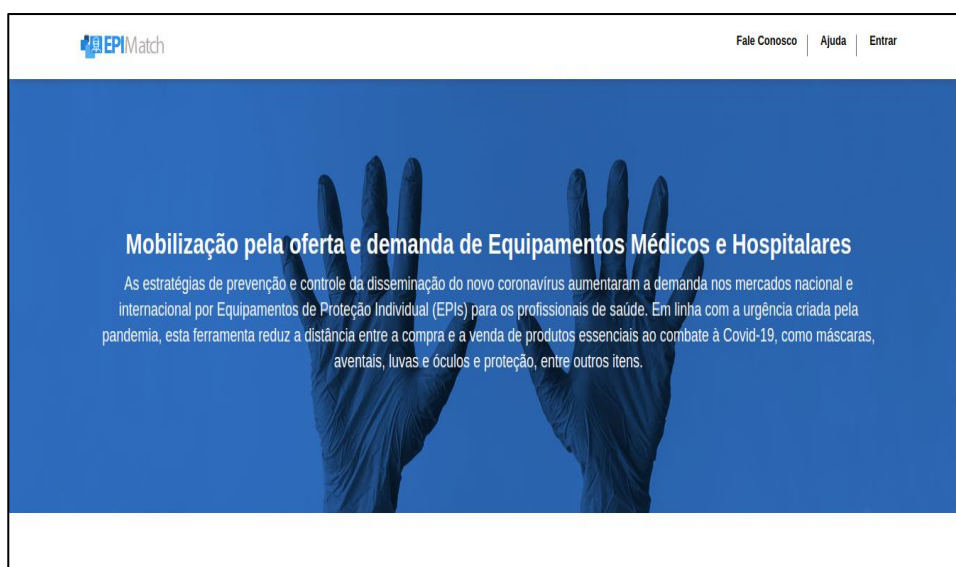 EPIMatch
Fale Conosco Ajuda Entrar
Mobilização pela oferta e demanda de Equipamentos Médicos e Hospitalares
As estratégias de prevenção e controle da disseminação do novo coronavírus aumentaram a demanda nos mercados nacional e
internacional por Equipamentos de Proteção Individual (EPIs) para os profissionais de saúde. Em linha com a urgência criada pela
pandemia, esta ferramenta reduz a distância entre a compra e a venda de produtos essenciais ao combate à Covid-19, como máscaras,
aventais, luvas e óculos e proteção, entre outros itens.